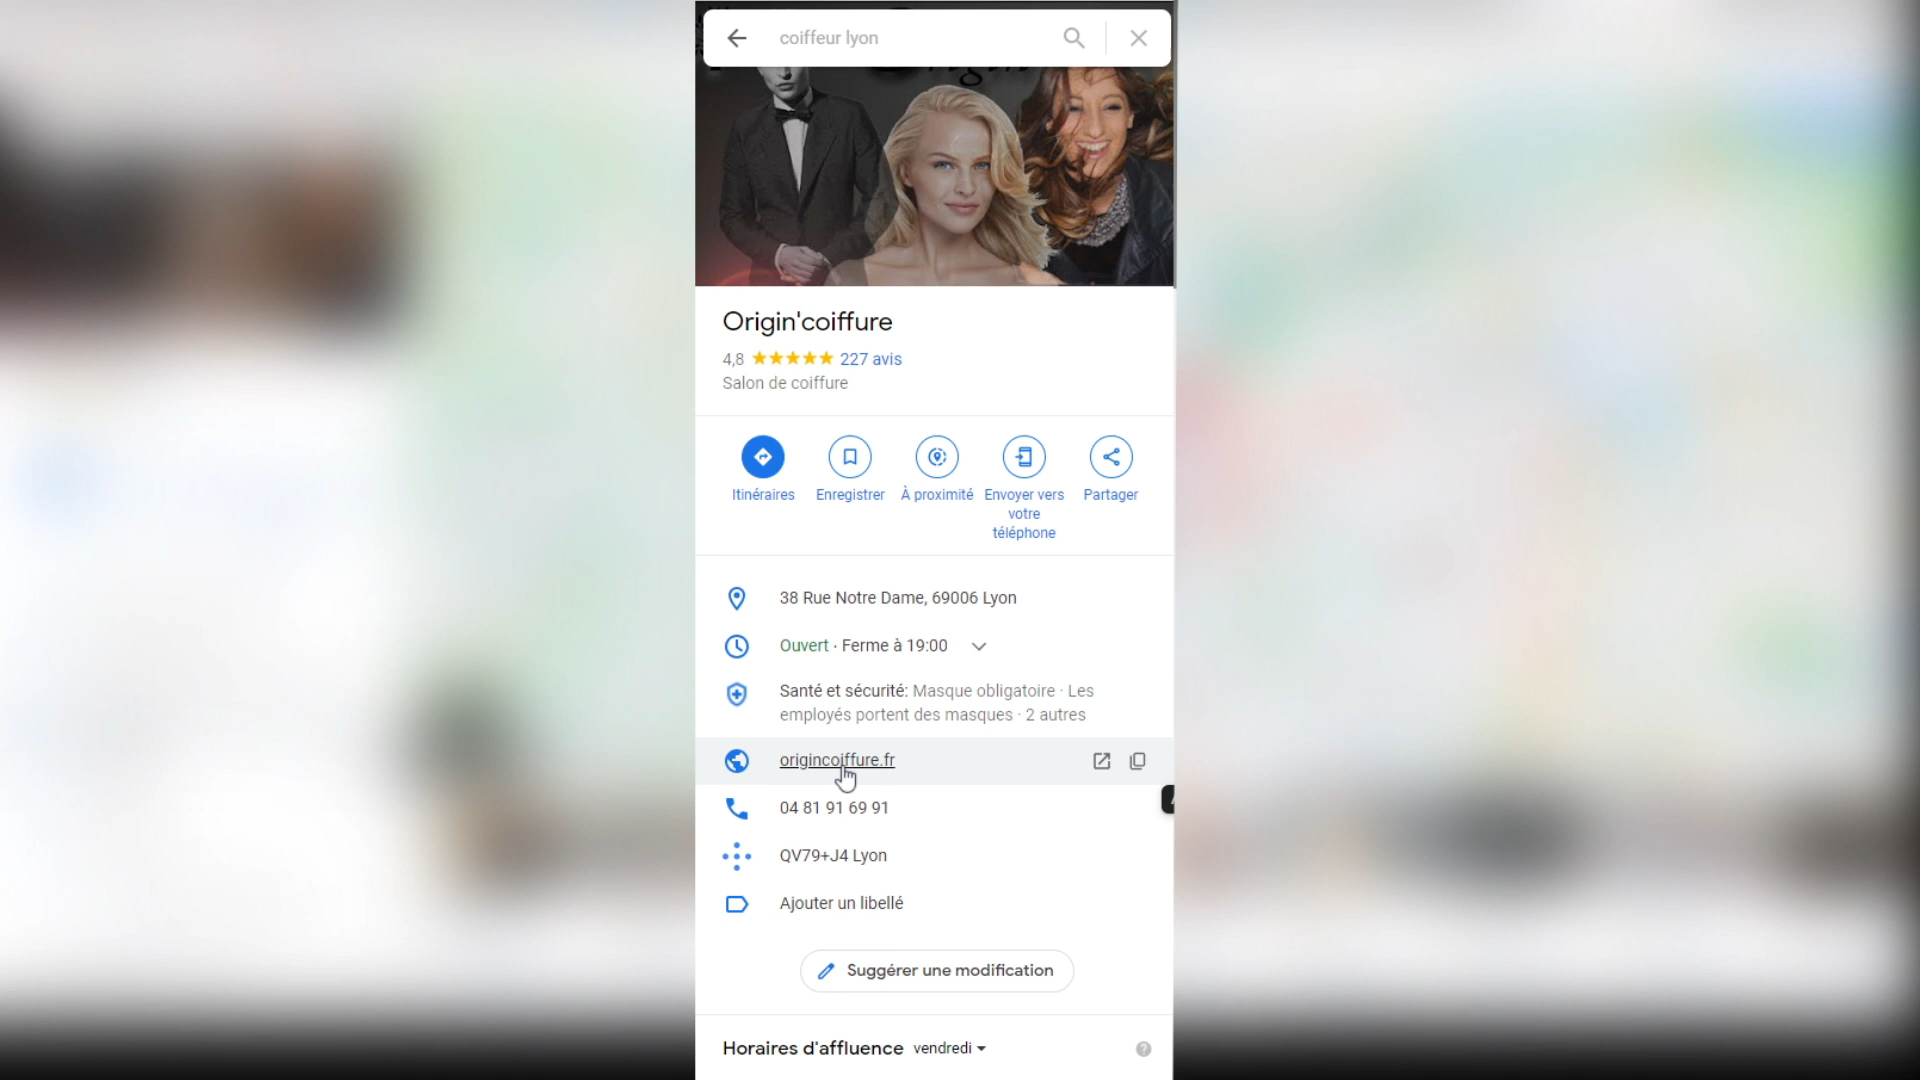 coiffeur lyon
Origin'coiffure
4,8 227 avis
Salon de coiffure
Itinéraires
Enregistrer
À proximité
Envoyer vers
votre
téléphone
Partager
38 Rue Notre Dame, 69006 Lyon
Ouvert · Ferme à 19:00
Santé et sécurité: Masque obligatoire · Les
employés portent des masques · 2 autres
origincoiffure.fr
04 81 91 69 91
QV79+J4 Lyon
Ajouter un libellé
Suggérer une modification
Horaires d'affluence vendredi